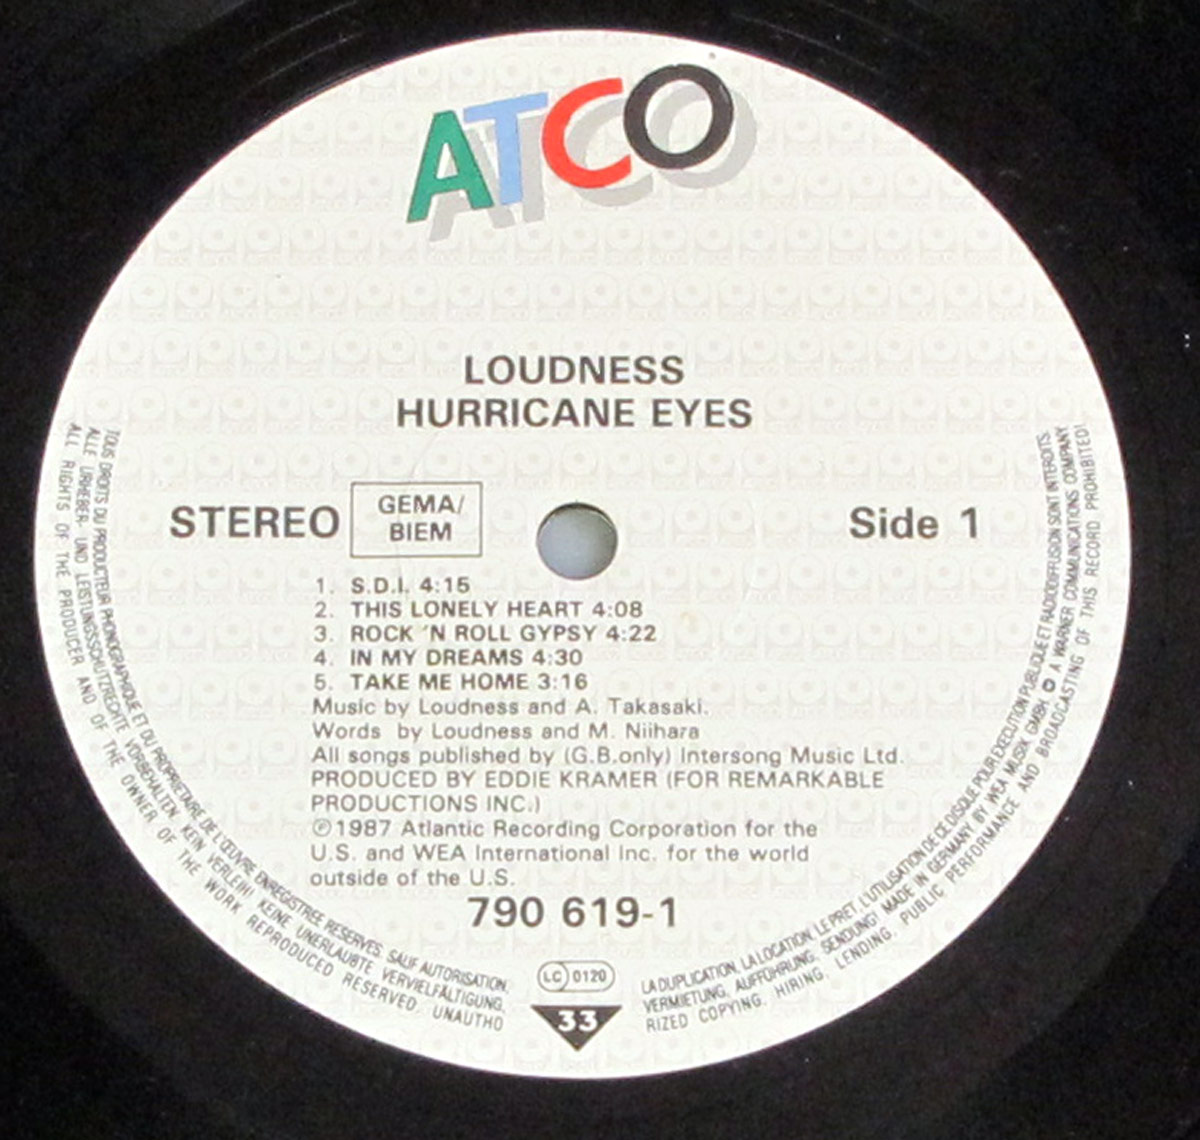 ATCO
LOUDNESS
HURRICANE EYES
STEREO
GEMA/
BIEM
Side 1
1. S.D.I. 4:15
2. THIS LONELY HEART 4:08
3. ROCK 'N ROLL GYPSY 4:22
4. IN MY DREAMS 4:30
5. TAKE ME HOME 3:16
Music by Loudness and A. Takasaki.
Words by Loudness and M. Niihara
All songs published by (G.B.only) Intersong Music Ltd.
PRODUCED BY EDDIE KRAMER (FOR REMARKABLE
PRODUCTIONS INC.)
℗1987 Atlantic Recording Corporation for the
U.S. and WEA International Inc. for the world
outside of the U.S.
790 619-1
LC 0120
33
TOUS DROITS DU PRODUCTEUR PHONOGRAPHIQUE ET DU PROPRIETAIRE DE L'ŒUVRE ENREGISTREE RESERVES. SAUF AUTORISATION, LA DUPLICATION, LA LOCATION, LE PRET, L'UTILISATION DE CE DISQUE POUR EXECUTION PUBLIQUE ET RADIODIFFUSION SONT INTERDITS.
ALLE URHEBER- UND LEISTUNGSSCHUTZRECHTE VORBEHALTEN. KEIN VERLEIH! KEINE UNERLAUBTE VERVIELFÄLTIGUNG, VERMIETUNG, AUFFÜHRUNG, SENDUNG! MADE IN GERMANY BY WEA MUSIK GMBH. A WARNER COMMUNICATIONS COMPANY
ALL RIGHTS OF THE PRODUCER AND OF THE OWNER OF THE WORK REPRODUCED RESERVED. UNAUTHORIZED COPYING, HIRING, LENDING, PUBLIC PERFORMANCE AND BROADCASTING OF THIS RECORD PROHIBITED!